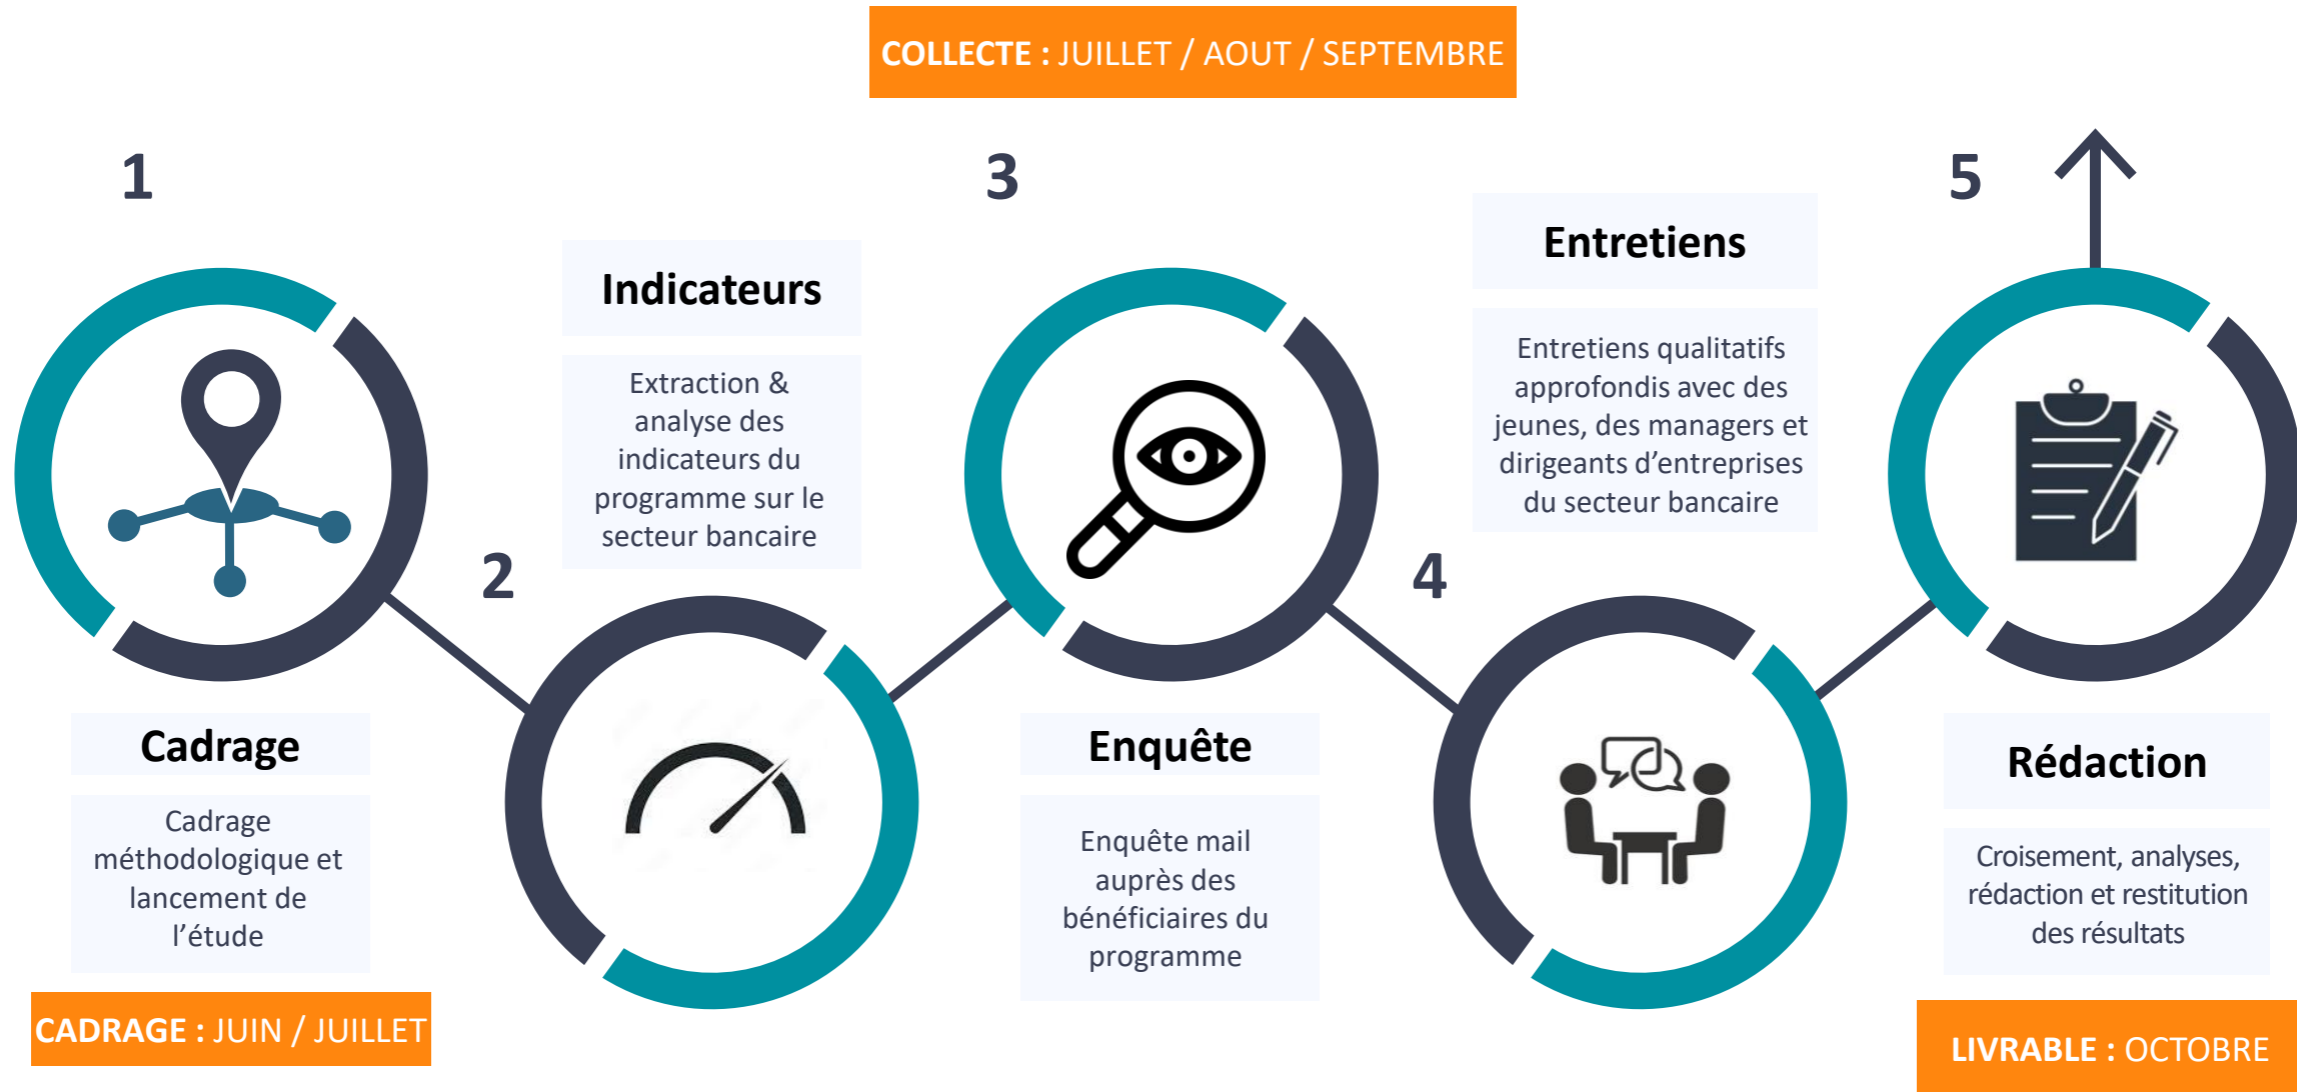 COLLECTE : JUILLET / AOUT / SEPTEMBRE
1
Cadrage
Cadrage
méthodologique et
lancement de
l’étude
CADRAGE : JUIN / JUILLET
2
Indicateurs
Extraction &
analyse des
indicateurs du
programme sur le
secteur bancaire
3
Enquête
Enquête mail
auprès des
bénéficiaires du
programme
4
Entretiens
Entretiens qualitatifs
approfondis avec des
jeunes, des managers et
dirigeants d’entreprises
du secteur bancaire
5
Rédaction
Croisement, analyses,
rédaction et restitution
des résultats
LIVRABLE : OCTOBRE